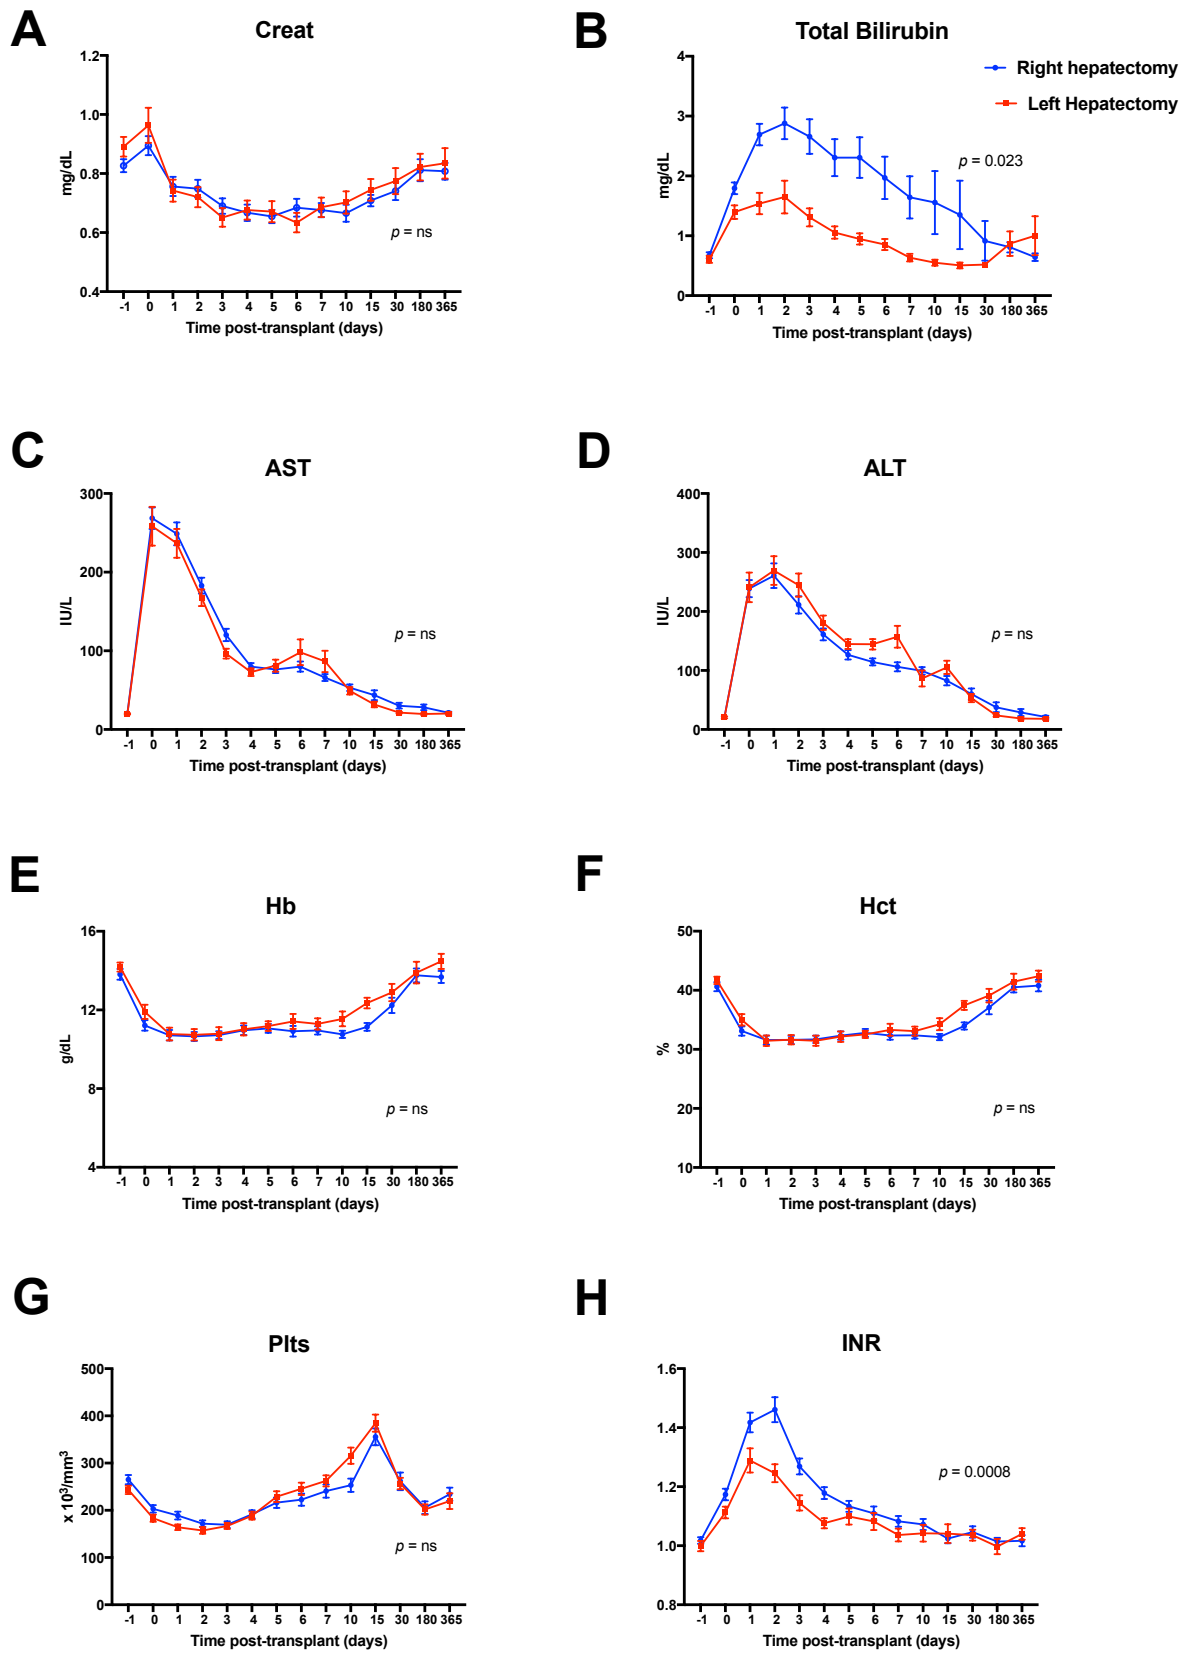 A
Creat
1.2
1.0
0.8
0.6
0.4
mg/dL
p = ns
-1 0 1 2 3 4 5 6 7 10 15 30 180 365
Time post-transplant (days)
B
Total Bilirubin
Right hepatectomy
Left Hepatectomy
4
3
2
1
0
mg/dL
p = 0.023
-1 0 1 2 3 4 5 6 7 10 15 30 180 365
Time post-transplant (days)
C
AST
300
200
100
0
IU/L
p = ns
-1 0 1 2 3 4 5 6 7 10 15 30 180 365
Time post-transplant (days)
D
ALT
400
300
200
100
0
IU/L
p = ns
-1 0 1 2 3 4 5 6 7 10 15 30 180 365
Time post-transplant (days)
E
Hb
16
12
8
4
g/dL
p = ns
-1 0 1 2 3 4 5 6 7 10 15 30 180 365
Time post-transplant (days)
F
Hct
50
40
30
20
10
%
p = ns
-1 0 1 2 3 4 5 6 7 10 15 30 180 365
Time post-transplant (days)
G
Plts
500
400
300
200
100
0
x 10³/mm³
p = ns
-1 0 1 2 3 4 5 6 7 10 15 30 180 365
Time post-transplant (days)
H
INR
1.6
1.4
1.2
1.0
0.8
p = 0.0008
-1 0 1 2 3 4 5 6 7 10 15 30 180 365
Time post-transplant (days)